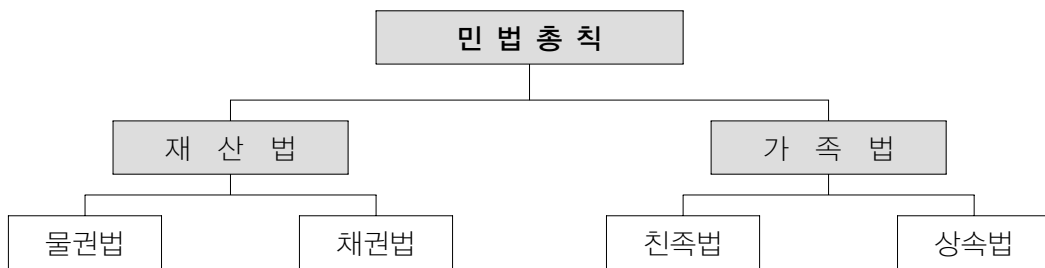 민 법 총 칙
재 산 법
가 족 법
물권법
채권법
친족법
상속법